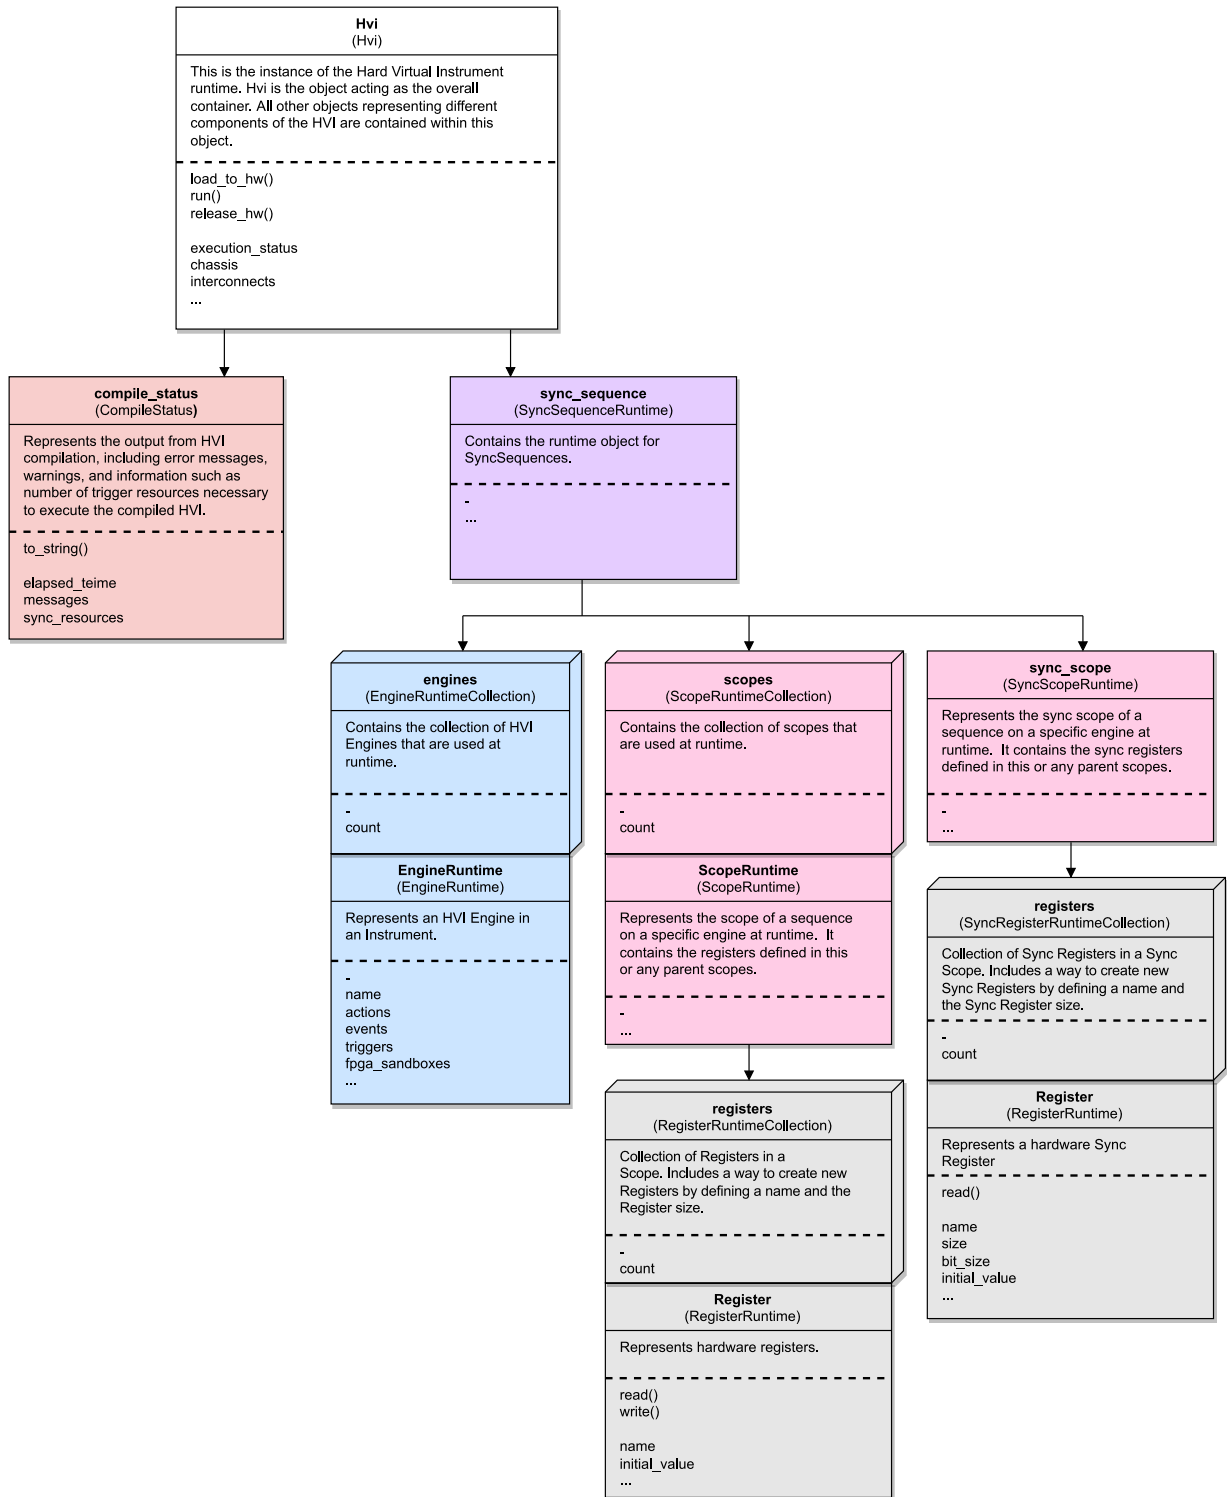 Hvi
(Hvi)
This is the instance of the Hard Virtual Instrument
runtime. Hvi is the object acting as the overall
container. All other objects representing different
components of the HVI are contained within this
object.
load_to_hw()
run()
release_hw()
execution_status
chassis
interconnects
...
compile_status
(CompileStatus)
Represents the output from HVI
compilation, including error messages,
warnings, and information such as
number of trigger resources necessary
to execute the compiled HVI.
to_string()
elapsed_teime
messages
sync_resources
sync_sequence
(SyncSequenceRuntime)
Contains the runtime object for
SyncSequences.
-
...
engines
(EngineRuntimeCollection)
Contains the collection of HVI
Engines that are used at
runtime.
-
count
EngineRuntime
(EngineRuntime)
Represents an HVI Engine in
an Instrument.
-
name
actions
events
triggers
fpga_sandboxes
...
scopes
(ScopeRuntimeCollection)
Contains the collection of scopes that
are used at runtime.
-
count
ScopeRuntime
(ScopeRuntime)
Represents the scope of a sequence
on a specific engine at runtime.  It
contains the registers defined in this
or any parent scopes.
-
...
registers
(RegisterRuntimeCollection)
Collection of Registers in a
Scope. Includes a way to create new
Registers by defining a name and the
Register size.
-
count
Register
(RegisterRuntime)
Represents hardware registers.
read()
write()
name
initial_value
...
sync_scope
(SyncScopeRuntime)
Represents the sync scope of a
sequence on a specific engine at
runtime.  It contains the sync registers
defined in this or any parent scopes.
-
...
registers
(SyncRegisterRuntimeCollection)
Collection of Sync Registers in a Sync
Scope. Includes a way to create new
Sync Registers by defining a name and
the Sync Register size.
-
count
Register
(RegisterRuntime)
Represents a hardware Sync
Register
read()
name
size
bit_size
initial_value
...